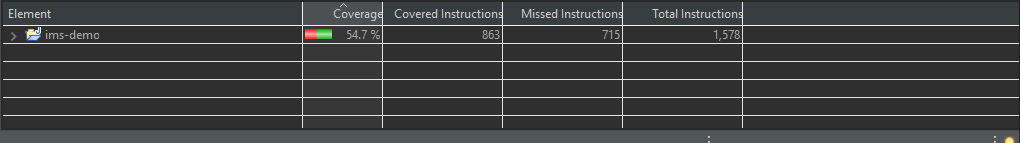 Element Coverage Covered Instructions Missed Instructions Total Instructions
ims-demo 54.7 % 863 715 1,578